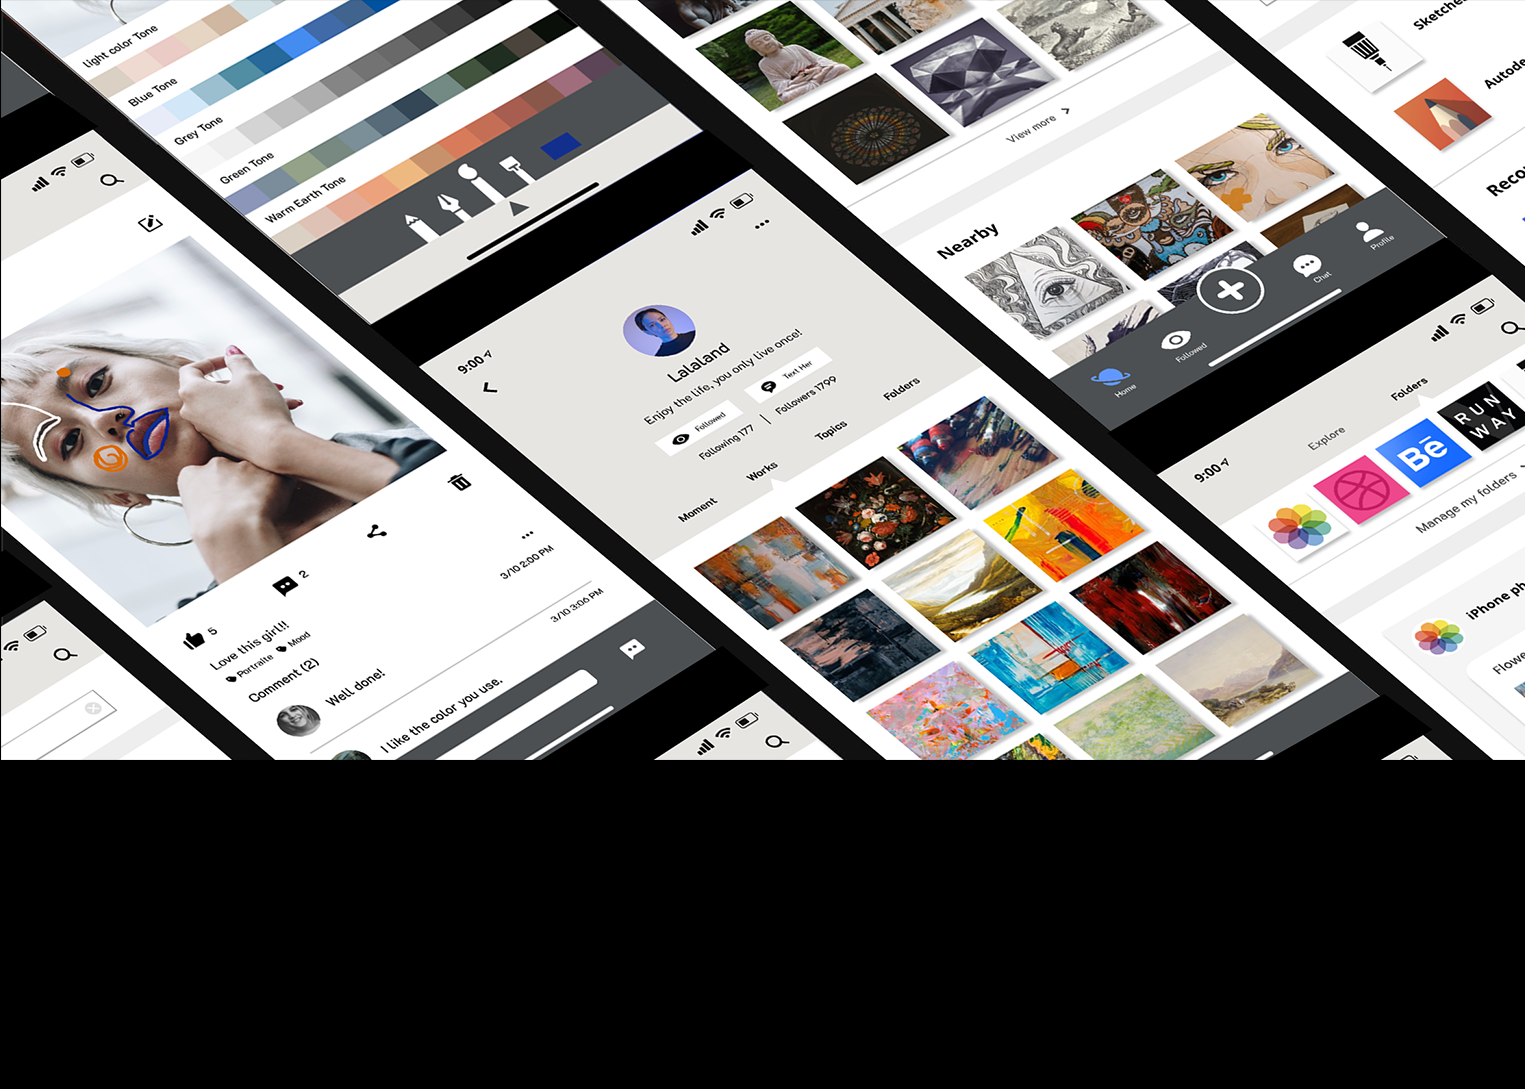 light color Tone
Blue Tone
Grey Tone
Green Tone
Warm Earth Tone
5
2
Love this girl!!
Portraite
Mood
3/10 2:00 PM
Comment (2)
Well done!
3/10 3:06 PM
I like the color you use.
9:00
Lalaland
Enjoy the life, you only live once!
Followed
Text Her
Following 177 | Followers 1799
Moment
Works
Topics
Folders
View more >
Nearby
Home
Followed
Chat
Profile
9:00
Explore
Folders
Bē
RUN
WAY
Manage my folders
iPhone ph
Flowe
Sketche
Autode
Reco